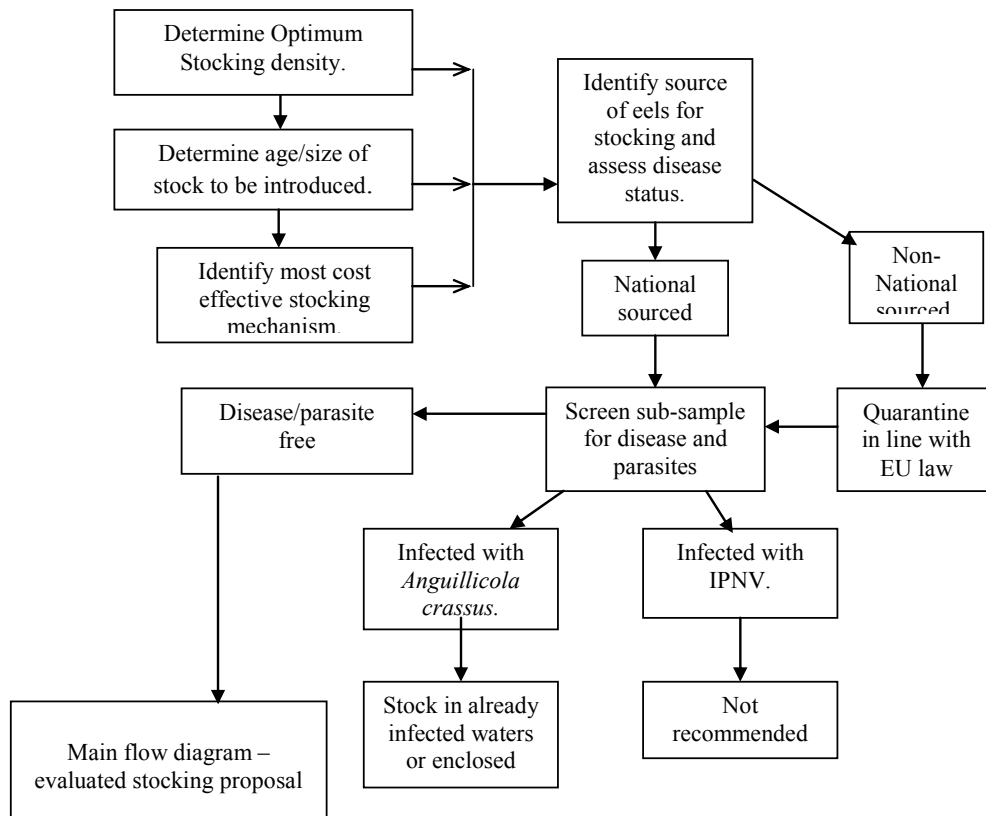 Determine Optimum
Stocking density.
Identify source
of eels for
stocking and
assess disease
status.
Determine age/size of
stock to be introduced.
Identify most cost
effective stocking
mechanism.
National
sourced
Non-
National
sourced
Disease/parasite
free
Screen sub-sample
for disease and
parasites
Quarantine
in line with
EU law
Infected with
Anguillicola
crassus.
Infected with
IPNV.
Stock in already
infected waters
or enclosed
Not
recommended
Main flow diagram –
evaluated stocking proposal